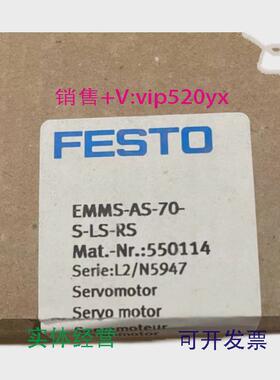 销售+V:vip520yx
FESTO
EMMS-AS-70-
S-LS-RS
Mat.-Nr.:550114
Serie:L2/N5947
Servomotor
Servo motor
Servomoteur
实体经营 可开发票